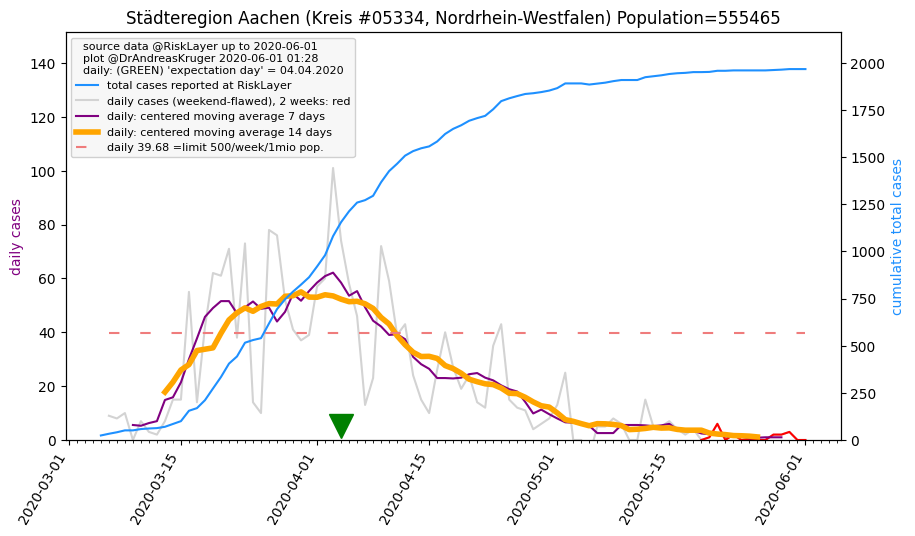 Städteregion Aachen (Kreis #05334, Nordrhein-Westfalen) Population=555465
source data @RiskLayer up to 2020-06-01
plot @DrAndreasKruger 2020-06-01 01:28
daily: (GREEN) 'expectation day' = 04.04.2020
total cases reported at RiskLayer
daily cases (weekend-flawed), 2 weeks: red
daily: centered moving average 7 days
daily: centered moving average 14 days
daily 39.68 =limit 500/week/1mio pop.
daily cases
140
120
100
80
60
40
20
0
2000
1750
1500
1250
1000
750
500
250
0
cumulative total cases
2020-03-01
2020-03-15
2020-04-01
2020-04-15
2020-05-01
2020-05-15
2020-06-01